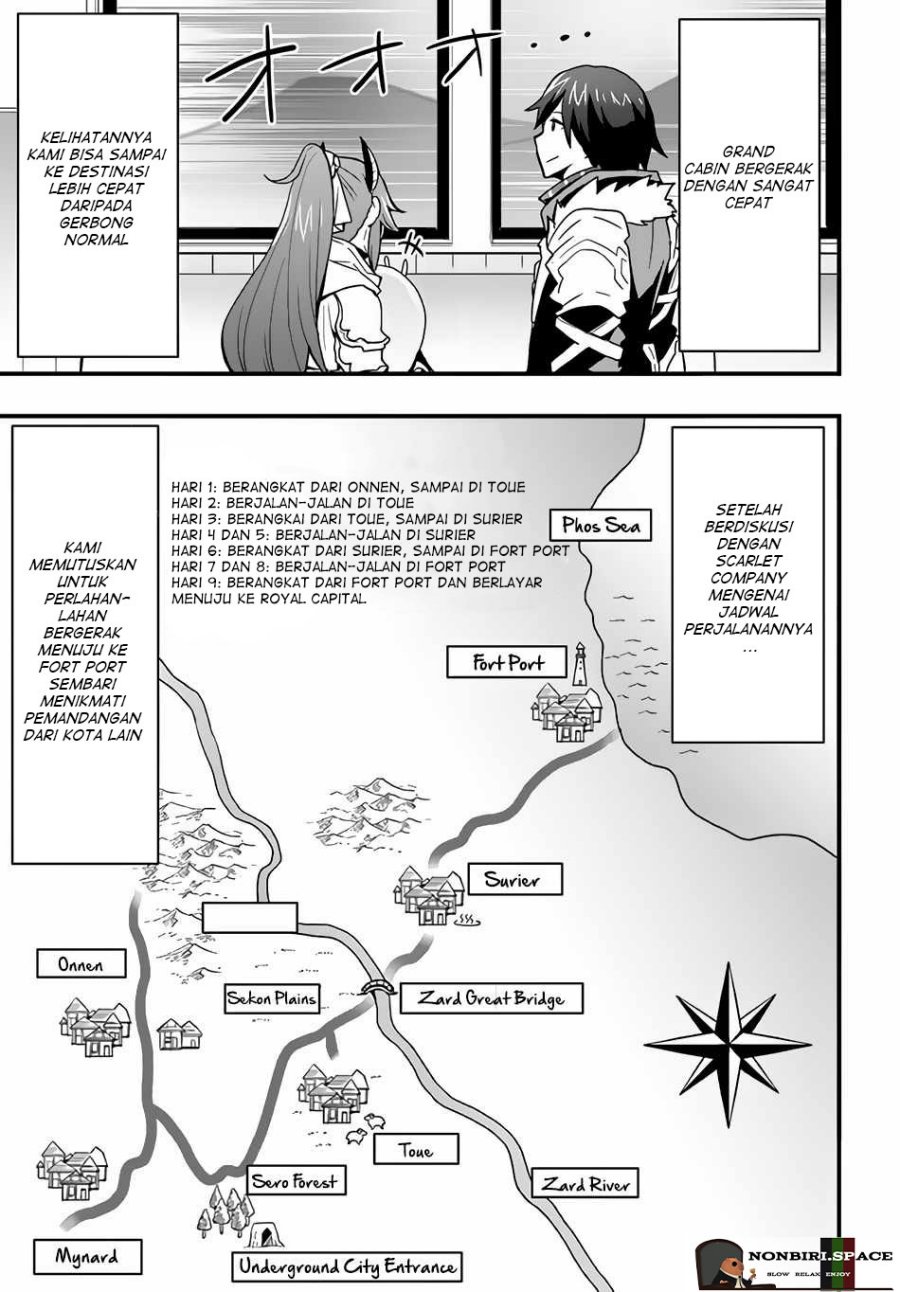 GRAND
CABIN BERGERAK
DENGAN SANGAT
CEPAT
オオオ...
KELIHATANNYA
KAMI BISA SAMPAI
KE DESTINASI
LEBIH CEPAT
DARIPADA
GERBONG
NORMAL
SETELAH
BERDISKUSI
DENGAN
SCARLET
COMPANY
MENGENAI
JADWAL
PERJALANANNYA
...
HARI 1: BERANGKAT DARI ONNEN, SAMPAI DI TOUE
HARI 2: BERJALAN-JALAN DI TOUE
HARI 3: BERANGKAI DARI TOUE, SAMPAI DI SURIER
HARI 4 DAN 5: BERJALAN-JALAN DI SURIER
HARI 6: BERANGKAT DARI SURIER, SAMPAI DI FORT PORT
HARI 7 DAN 8: BERJALAN-JALAN DI FORT PORT
HARI 9: BERANGKAT DARI FORT PORT DAN BERLAYAR
MENUJU KE ROYAL CAPITAL
KAMI
MEMUTUSKAN
UNTUK
PERLAHAN-
LAHAN
BERGERAK
MENUJU KE
FORT PORT
SEMBARI
MENIKMATI
PEMANDANGAN
DARI KOTA LAIN
Phos Sea
Fort Port
Surier
Onnen
Sekon Plains
Zard Great Bridge
Toue
Sero Forest
Zard River
Mynard
Underground City Entrance
NONBIRI.SPACE
SLOW RELAX ENJOY